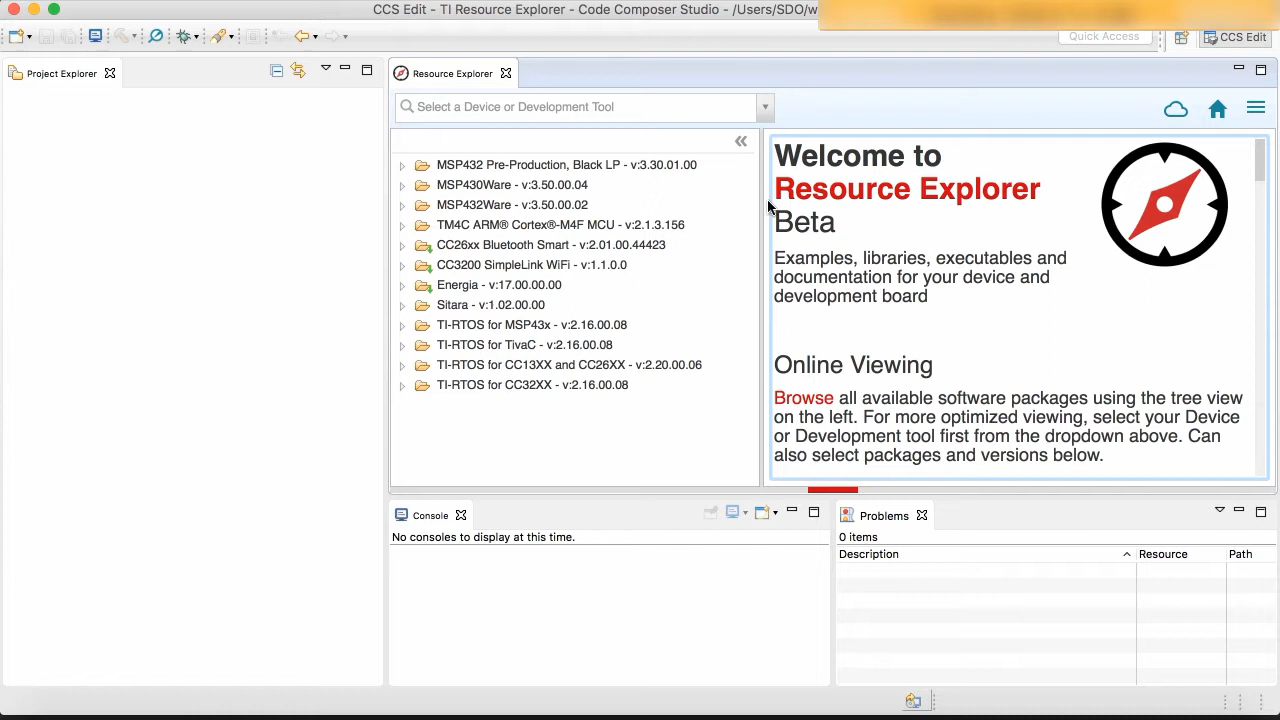 CCS Edit - TI Resource Explorer - Code Composer Studio - /Users/SDO/w
Quick Access
CCS Edit
Project Explorer
Resource Explorer
Select a Device or Development Tool
MSP432 Pre-Production, Black LP - v:3.30.01.00
MSP430Ware - v:3.50.00.04
MSP432Ware - v:3.50.00.02
TM4C ARM® Cortex®-M4F MCU - v:2.1.3.156
CC26xx Bluetooth Smart - v:2.01.00.44423
CC3200 SimpleLink WiFi - v:1.1.0.0
Energia - v:17.00.00.00
Sitara - v:1.02.00.00
TI-RTOS for MSP43x - v:2.16.00.08
TI-RTOS for TivaC - v:2.16.00.08
TI-RTOS for CC13XX and CC26XX - v:2.20.00.06
TI-RTOS for CC32XX - v:2.16.00.08
Welcome to
Resource Explorer
Beta
Examples, libraries, executables and
documentation for your device and
development board
Online Viewing
Browse all available software packages using the tree view
on the left. For more optimized viewing, select your Device
or Development tool first from the dropdown above. Can
also select packages and versions below.
Console
No consoles to display at this time.
Problems
0 items
Description
Resource
Path